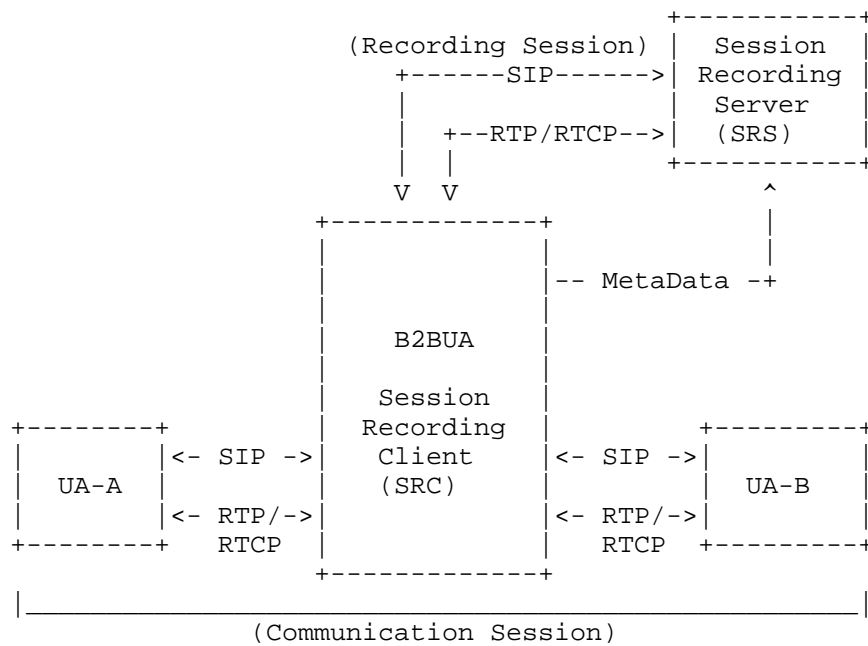 (Recording Session) Session
SIP Recording
Server
RTP/RTCP (SRS)
V V
MetaData
B2BUA
Session
Recording
<- SIP -> Client <- SIP ->
UA-A (SRC) UA-B
<- RTP/-> <- RTP/->
RTCP RTCP
(Communication Session)